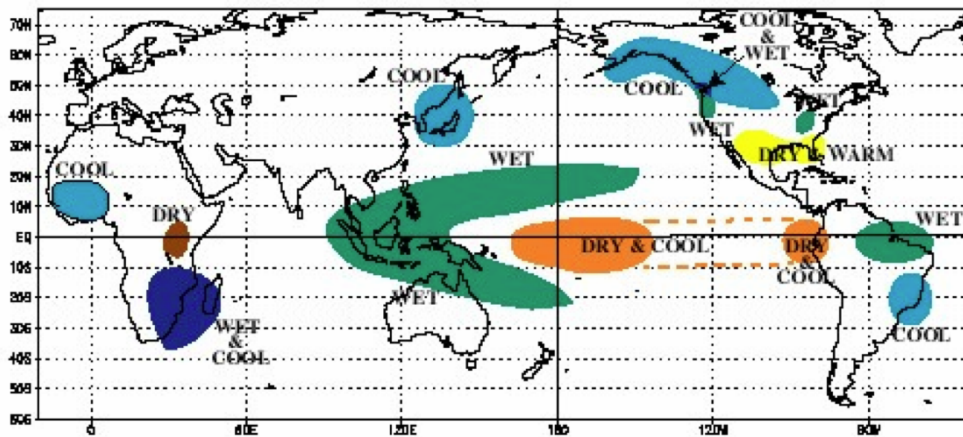 70N
60N
50N
40N
30N
20N
10N
EQ
10S
20S
30S
40S
50S
60S
0
60E
120E
180
120W
60W
COOL
&
WET
COOL
COOL
WET
WET
DRY & WARM
WET
COOL
DRY
WET
&
COOL
WET
DRY & COOL
DRY
&
COOL
WET
COOL